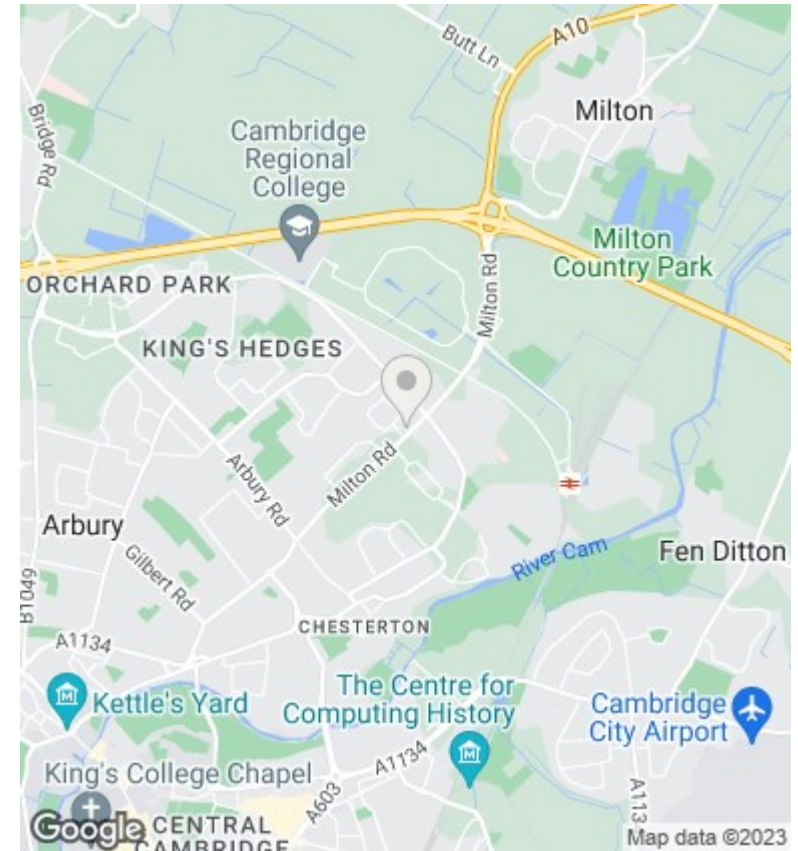 Butt Ln
A10
Milton
Bridge Rd
Cambridge
Regional
College
Milton Rd
Milton
Country Park
ORCHARD PARK
KING'S HEDGES
Milton Rd
Arbury Rd
Arbury
Gilbert Rd
River Cam
Fen Ditton
B1049
CHESTERTON
A1134
Kettle's Yard
The Centre for
Computing History
Cambridge
City Airport
A1134
King's College Chapel
A603
CENTRAL
CAMBRIDGE
Google
Map data ©2023